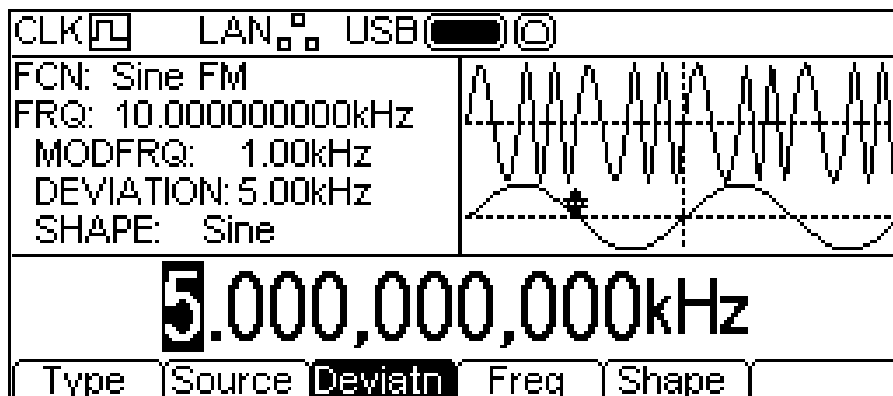 CLK LAN USB
FCN: Sine FM
FRQ: 10.000000000kHz
MODFRQ: 1.00kHz
DEVIATION: 5.00kHz
SHAPE: Sine
5.000,000,000kHz
Type Source Deviatn Freq Shape